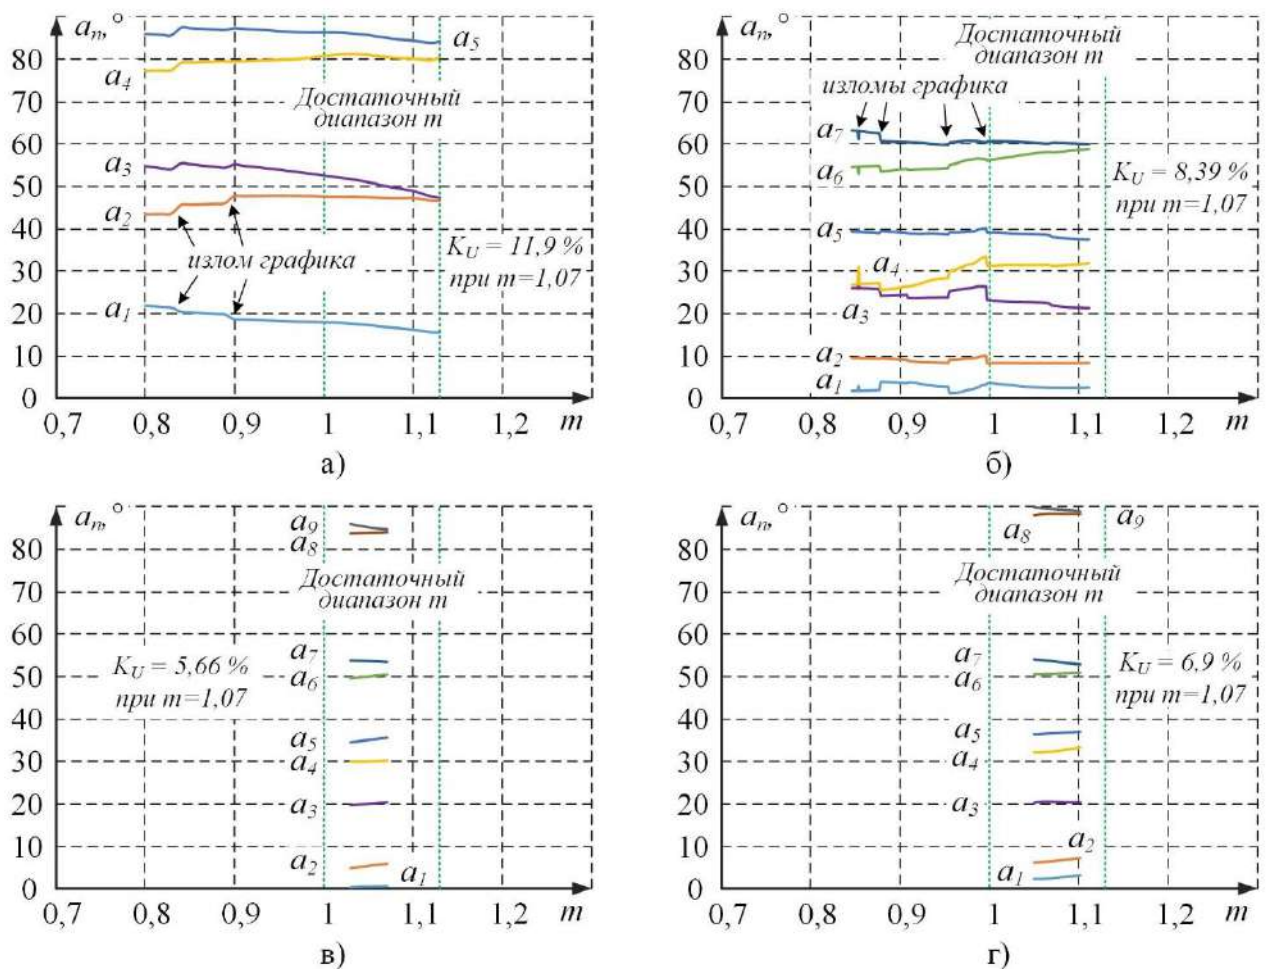 aₙ,°
80
70
60
50
40
30
20
10
0
a₅
a₄
Достаточный
диапазон m
a₃
a₂
излом графика
K_U = 11,9 %
при m=1,07
a₁
0,7 0,8 0,9 1 1,1 1,2 m
а)
aₙ,°
80
70
60
50
40
30
20
10
0
Достаточный
диапазон m
изломы графика
a₇
a₆
K_U = 8,39 %
при m=1,07
a₅
a₄
a₃
a₂
a₁
0,7 0,8 0,9 1 1,1 1,2 m
б)
aₙ,°
80
70
60
50
40
30
20
10
0
a₉
a₈
Достаточный
диапазон m
a₇
K_U = 5,66 %
a₆
при m=1,07
a₅
a₄
a₃
a₂
a₁
0,7 0,8 0,9 1 1,1 1,2 m
в)
aₙ,°
80
70
60
50
40
30
20
10
0
a₉
a₈
Достаточный
диапазон m
a₇
K_U = 6,9 %
a₆
при m=1,07
a₅
a₄
a₃
a₂
a₁
0,7 0,8 0,9 1 1,1 1,2 m
г)